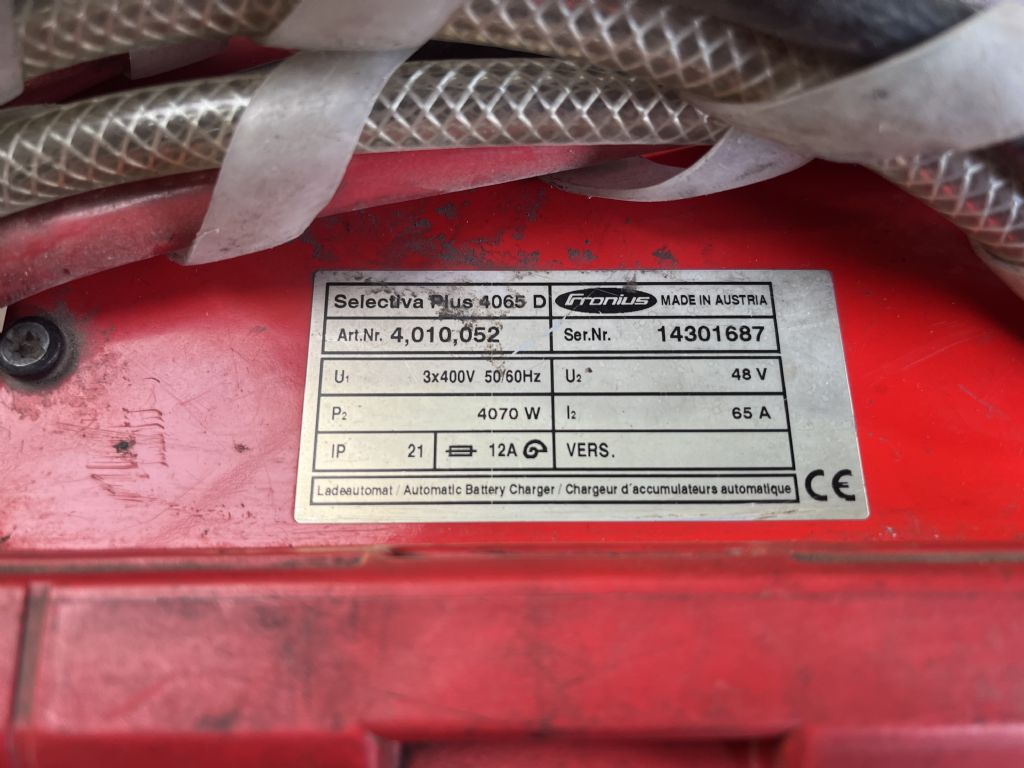 Selectiva Plus 4065 D Fronius MADE IN AUSTRIA
Art.Nr. 4,010,052 Ser.Nr. 14301687
U1 3x400V 50/60Hz U2 48 V
P2 4070 W I2 65 A
IP 21 12A VERS.
Ladeautomat / Automatic Battery Charger / Chargeur d'accumulateurs automatique CE